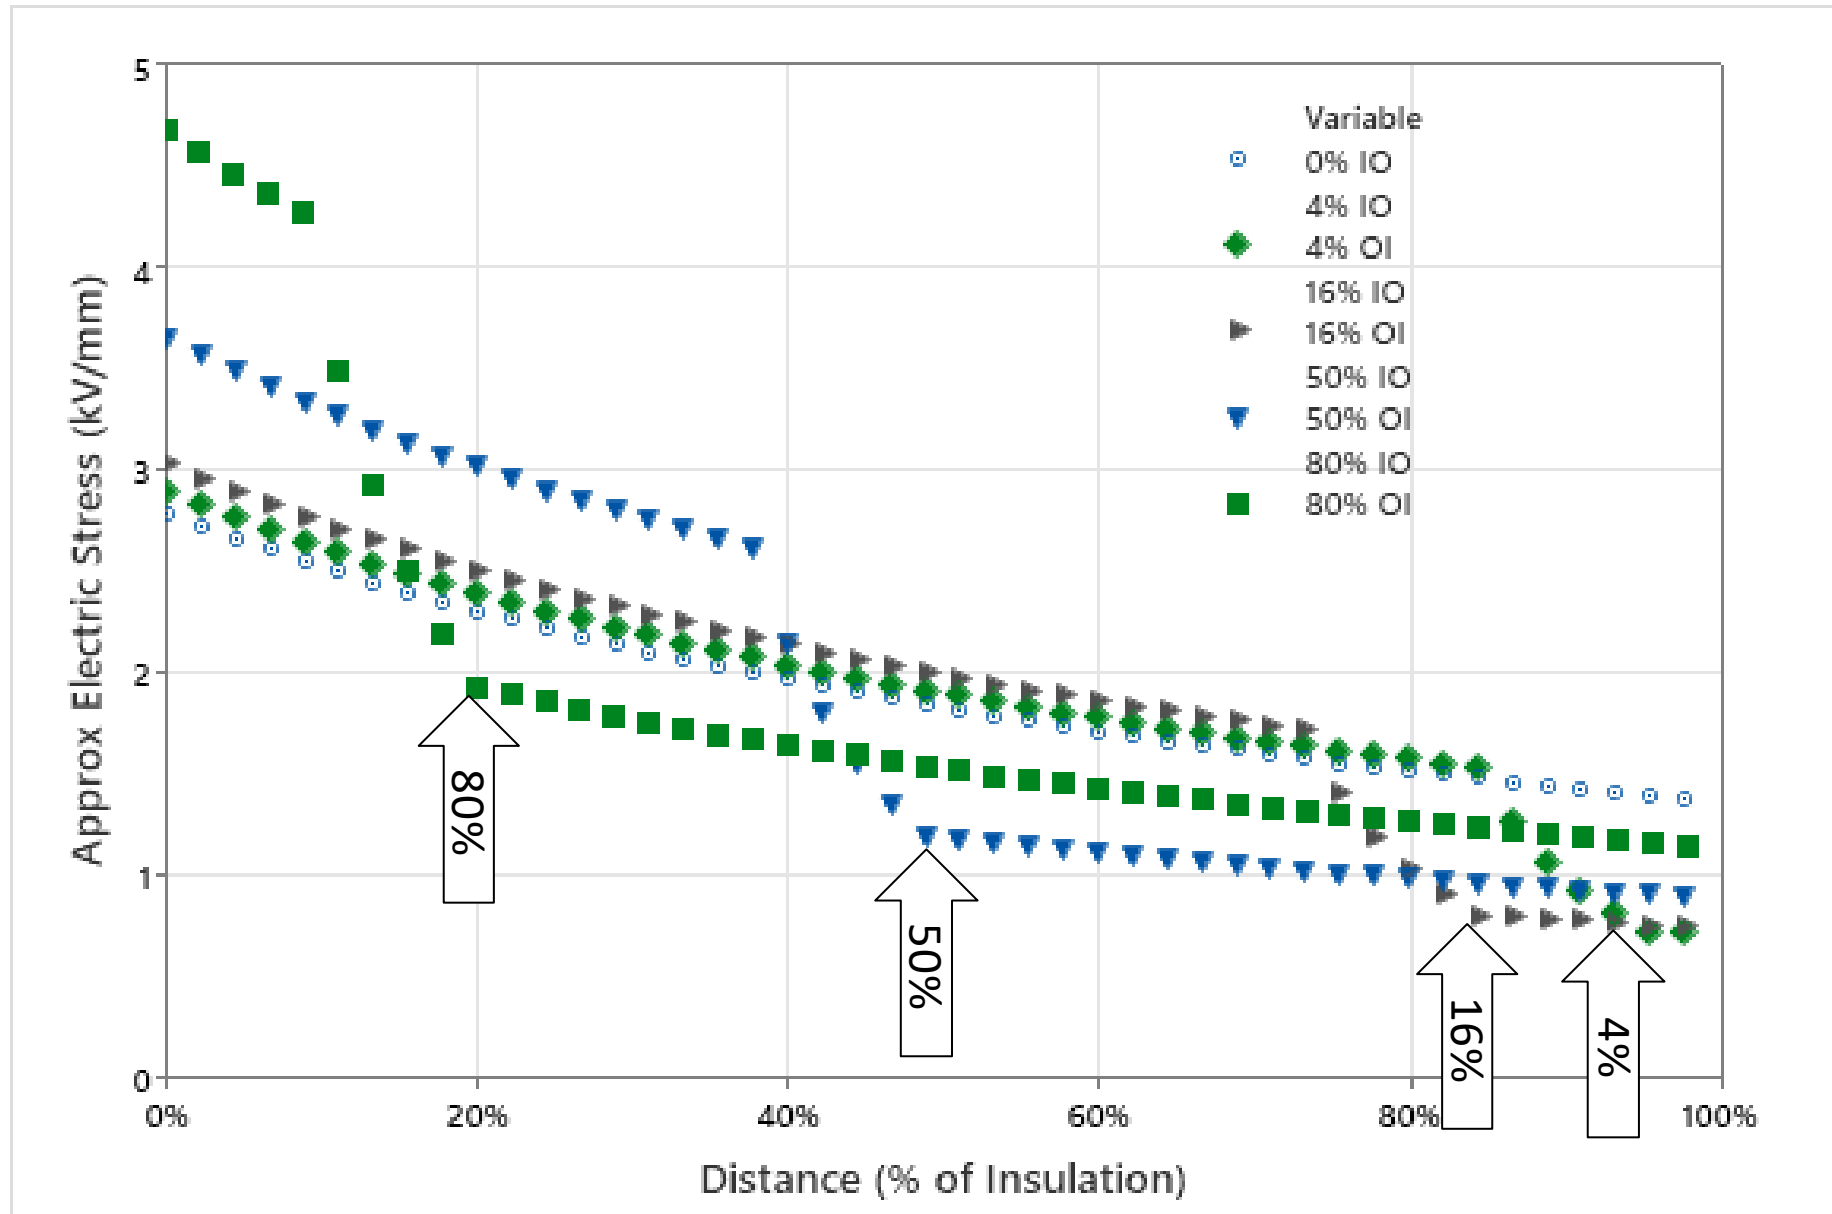 5
4
3
2
1
0
Approx Electric Stress (kV/mm)
Variable
0% IO
4% IO
4% OI
16% IO
16% OI
50% IO
50% OI
80% IO
80% OI
80%
50%
16%
4%
0% 20% 40% 60% 80% 100%
Distance (% of Insulation)